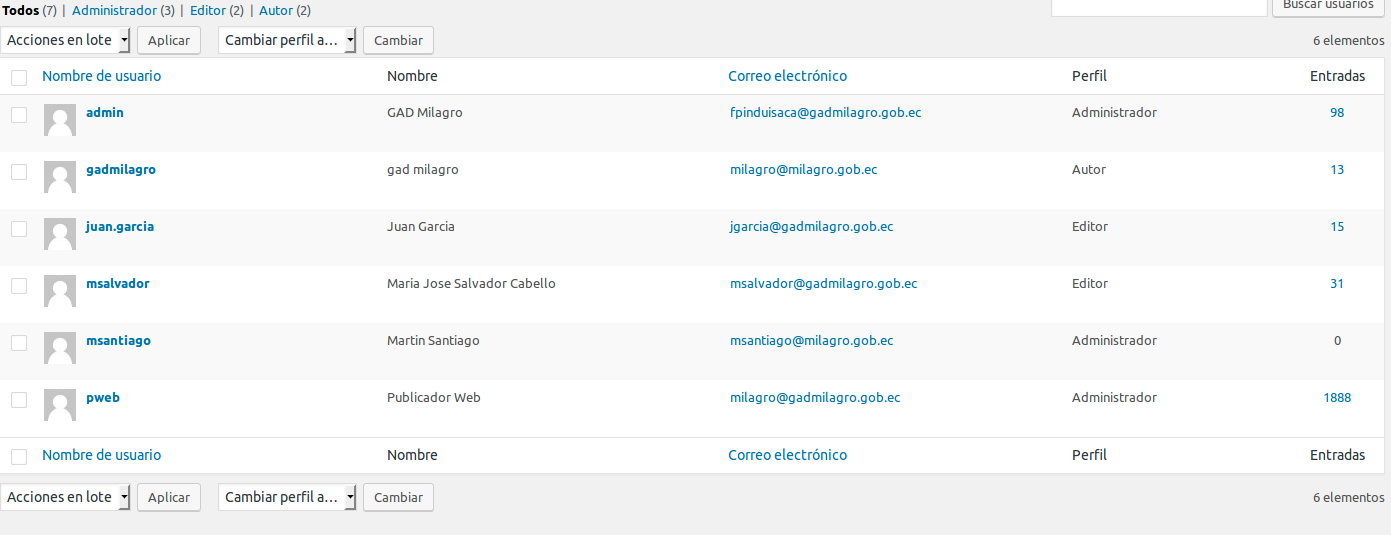 Todos (7) | Administrador (3) | Editor (2) | Autor (2)
Buscar usuarios
Acciones en lote Aplicar Cambiar perfil a... Cambiar 6 elementos
Nombre de usuario Nombre Correo electrónico Perfil Entradas
admin GAD Milagro fpinduisaca@gadmilagro.gob.ec Administrador 98
gadmilagro gad milagro milagro@milagro.gob.ec Autor 13
juan.garcia Juan Garcia jgarcia@gadmilagro.gob.ec Editor 15
msalvador Maria Jose Salvador Cabello msalvador@gadmilagro.gob.ec Editor 31
msantiago Martin Santiago msantiago@milagro.gob.ec Administrador 0
pweb Publicador Web milagro@gadmilagro.gob.ec Administrador 1888
Nombre de usuario Nombre Correo electrónico Perfil Entradas
Acciones en lote Aplicar Cambiar perfil a... Cambiar 6 elementos